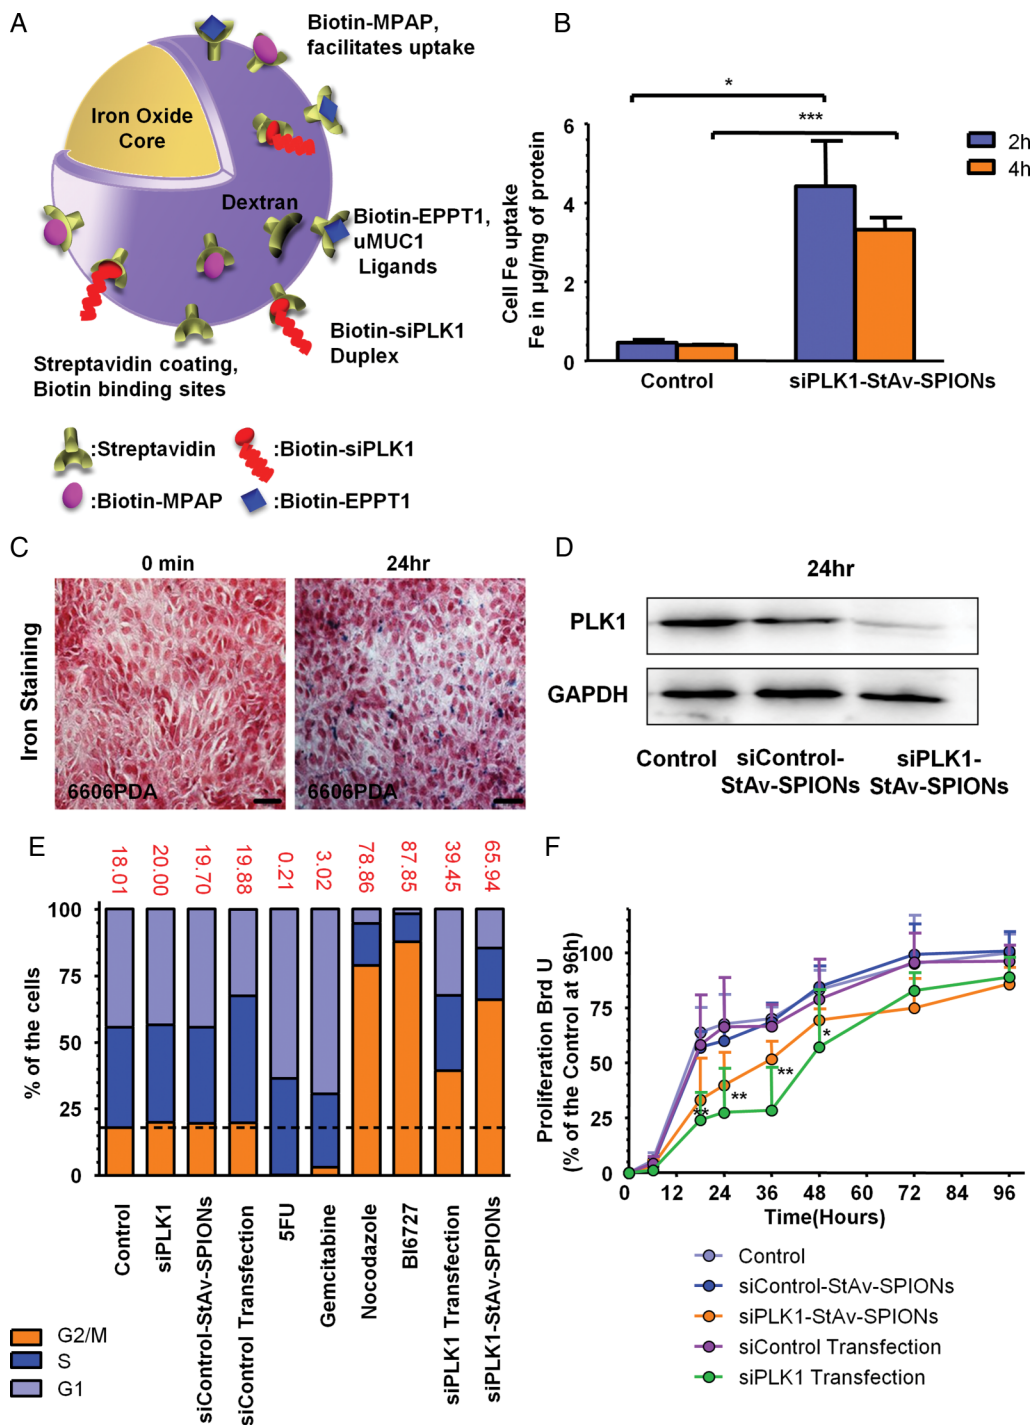 A
Biotin-MPAP,
facilitates uptake
Iron Oxide
Core
Dextran
Biotin-EPPT1,
uMUC1
Ligands
Biotin-siPLK1
Duplex
Streptavidin coating,
Biotin binding sites
:Streptavidin
:Biotin-siPLK1
:Biotin-MPAP
:Biotin-EPPT1
B
*
***
2h
4h
6
4
2
0
Cell Fe uptake
Fe in µg/mg of protein
Control
siPLK1-StAv-SPIONs
C
0 min
24hr
Iron Staining
6606PDA
6606PDA
D
24hr
PLK1
GAPDH
Control
siControl-
StAv-SPIONs
siPLK1-
StAv-SPIONs
E
18.01
20.00
19.70
19.88
0.21
3.02
78.86
87.85
39.45
65.94
100
75
50
25
0
% of the cells
Control
siPLK1
siControl-StAv-SPIONs
siControl Transfection
5FU
Gemcitabine
Nocodazole
BI6727
siPLK1 Transfection
siPLK1-StAv-SPIONs
G2/M
S
G1
F
Proliferation Brd U
(% of the Control at 96h)
100
75
50
25
0
**
**
**
*
0 12 24 36 48 60 72 84 96
Time(Hours)
Control
siControl-StAv-SPIONs
siPLK1-StAv-SPIONs
siControl Transfection
siPLK1 Transfection